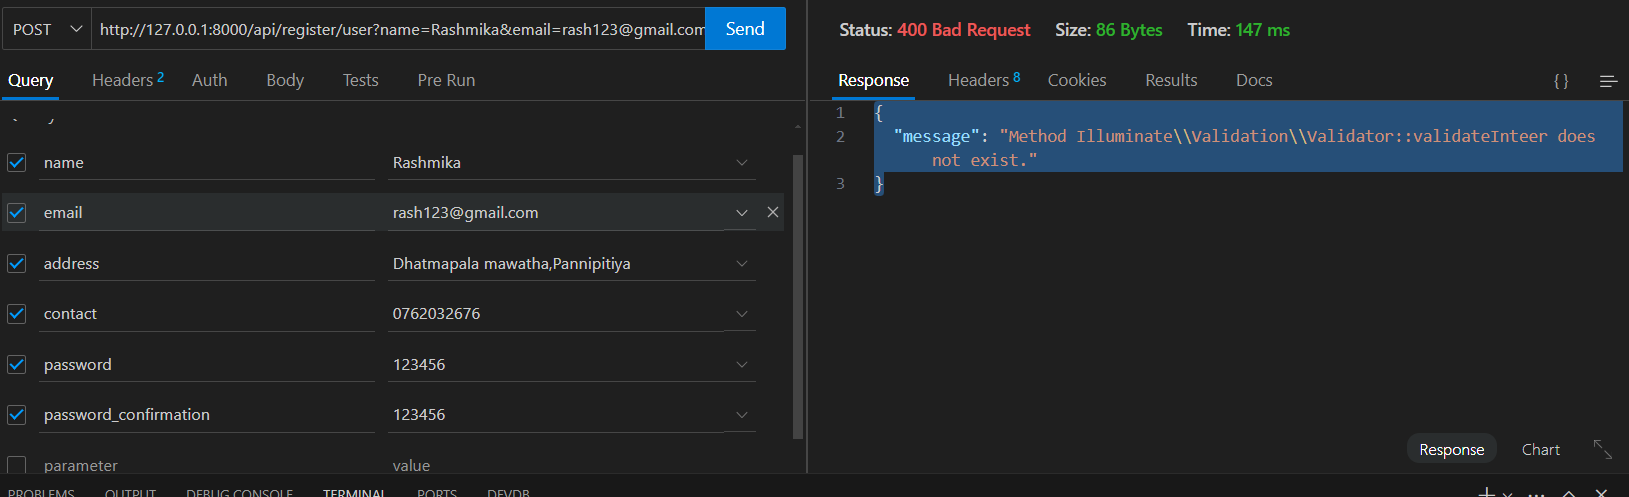 POST http://127.0.0.1:8000/api/register/user?name=Rashmika&email=rash123@gmail.com Send
Query Headers 2 Auth Body Tests Pre Run
name Rashmika
email rash123@gmail.com
address Dhatmapala mawatha,Pannipitiya
contact 0762032676
password 123456
password_confirmation 123456
parameter value
Status: 400 Bad Request Size: 86 Bytes Time: 147 ms
Response Headers 8 Cookies Results Docs {}
1 {
2 "message": "Method Illuminate\\Validation\\Validator::validateInteer does
not exist."
3 }
Response Chart
PROBLEMS OUTPUT DEBUG CONSOLE TERMINAL PORTS DEVDB